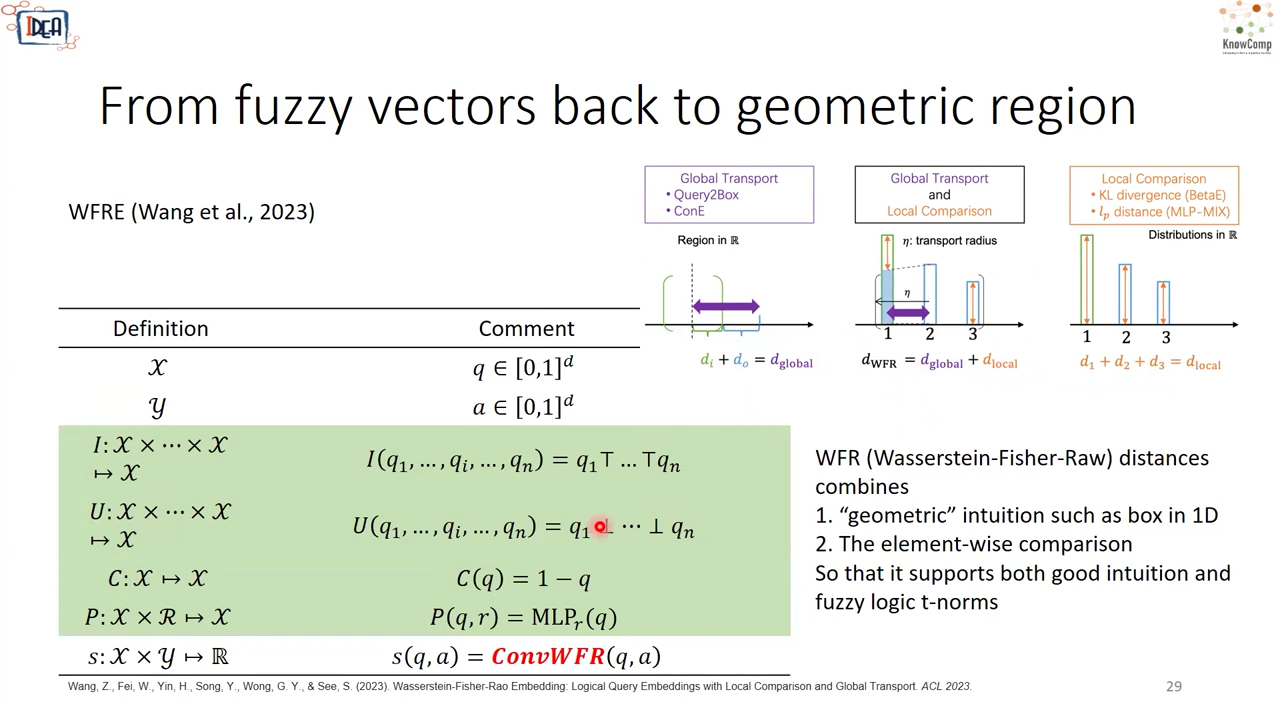 IDEA
KnowComp
From fuzzy vectors back to geometric region
WFRE (Wang et al., 2023)
Global Transport
• Query2Box
• ConE
Region in ℝ
d_i + d_o = d_global
Global Transport
and
Local Comparison
η: transport radius
η
1 2 3
d_WFR = d_global + d_local
Local Comparison
• KL divergence (BetaE)
• l_p distance (MLP-MIX)
Distributions in ℝ
1 2 3
d_1 + d_2 + d_3 = d_local
Definition Comment
𝒳 q ∈ [0,1]^d
𝒴 a ∈ [0,1]^d
I: 𝒳 × ⋯ × 𝒳
↦ 𝒳
I(q_1, …, q_i, …, q_n) = q_1⊤ … ⊤q_n
U: 𝒳 × ⋯ × 𝒳
↦ 𝒳
U(q_1, …, q_i, …, q_n) = q_1 ⊥ ⋯ ⊥ q_n
C: 𝒳 ↦ 𝒳 C(q) = 1 − q
P: 𝒳 × ℛ ↦ 𝒳 P(q, r) = MLP_r(q)
s: 𝒳 × 𝒴 ↦ ℝ s(q, a) = ConvWFR(q, a)
WFR (Wasserstein-Fisher-Raw) distances
combines
1. “geometric” intuition such as box in 1D
2. The element-wise comparison
So that it supports both good intuition and
fuzzy logic t-norms
Wang, Z., Fei, W., Yin, H., Song, Y., Wong, G. Y., & See, S. (2023). Wasserstein-Fisher-Rao Embedding: Logical Query Embeddings with Local Comparison and Global Transport. ACL 2023.
29